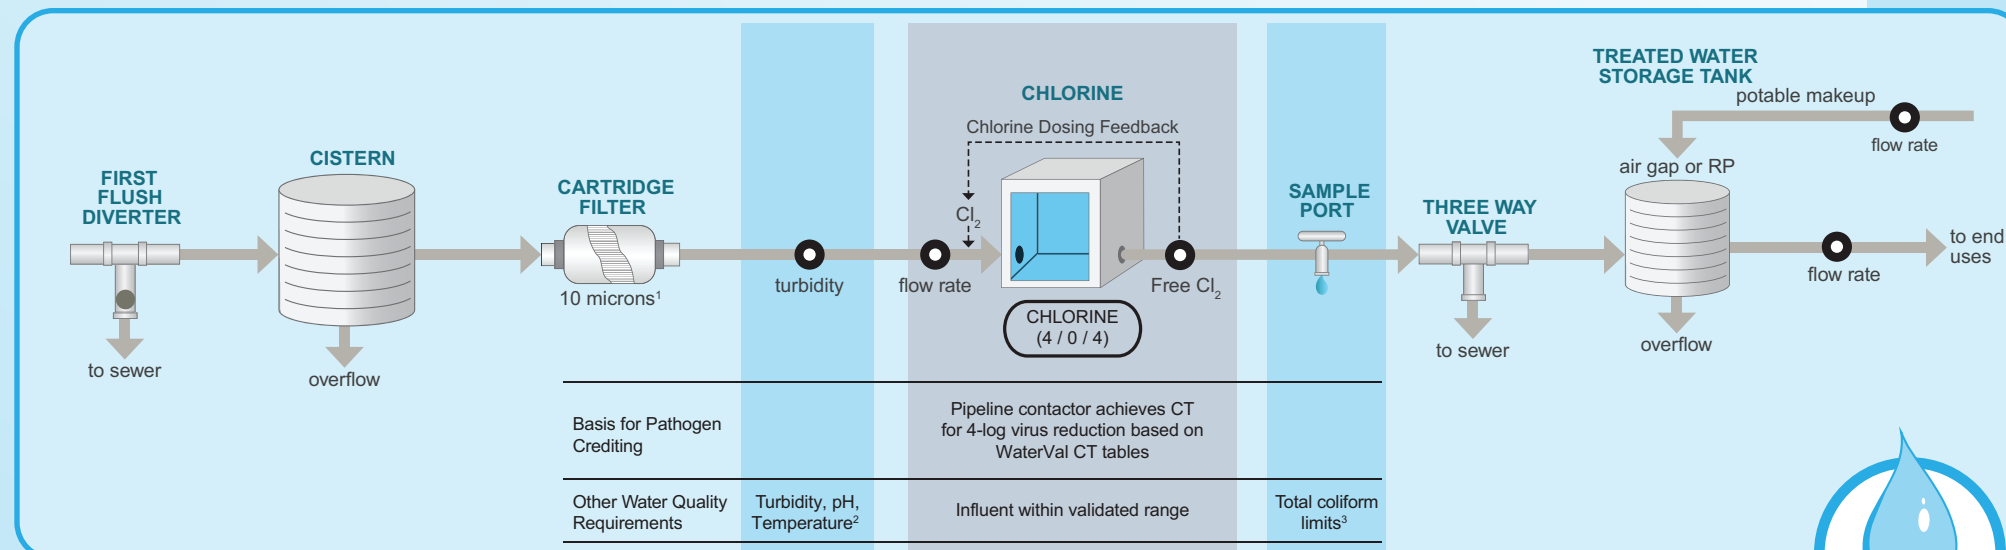 FIRST
FLUSH
DIVERTER
to sewer
CISTERN
overflow
CARTRIDGE
FILTER
10 microns¹
turbidity
flow rate
CHLORINE
Chlorine Dosing Feedback
Cl₂
CHLORINE
(4 / 0 / 4)
Free Cl₂
SAMPLE
PORT
THREE WAY
VALVE
to sewer
TREATED WATER
STORAGE TANK
potable makeup
flow rate
air gap or RP
overflow
flow rate
to end
uses
Basis for Pathogen
Crediting
Pipeline contactor achieves CT
for 4-log virus reduction based on
WaterVal CT tables
Other Water Quality
Requirements
Turbidity, pH,
Temperature²
Influent within validated range
Total coliform
limits³